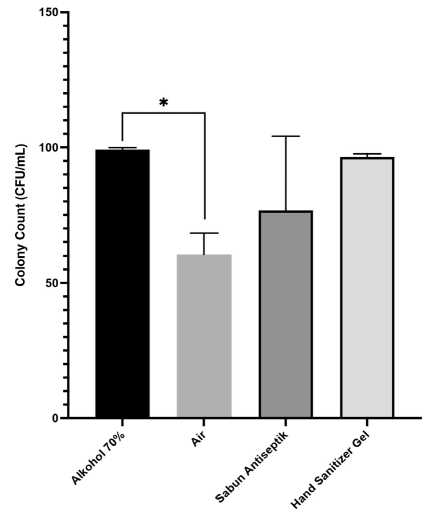 150
100
50
0
Colony Count (CFU/mL)
*
Alkohol 70%
Air
Sabun Antiseptik
Hand Sanitizer Gel